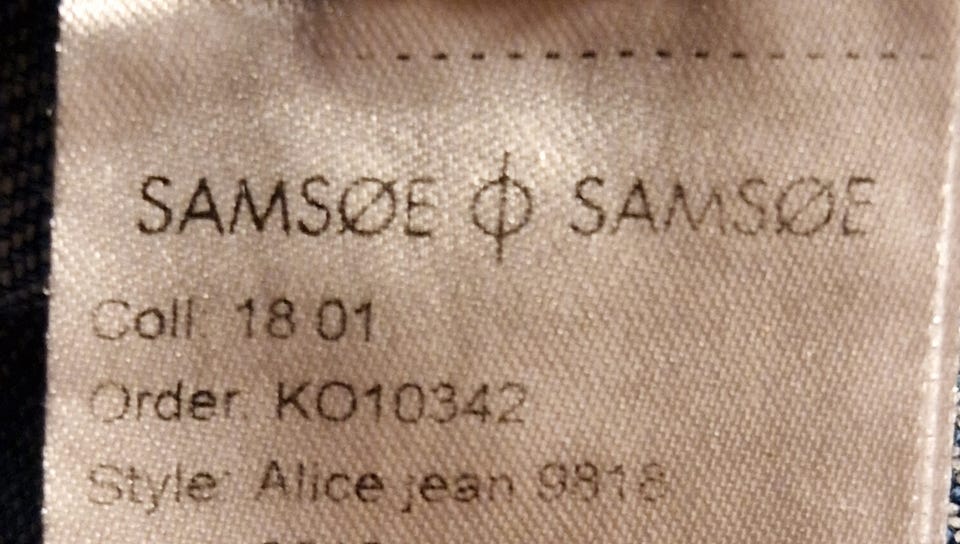 SAMSØE ϕ SAMSØE
Coll: 18 01
Order: KO10342
Style: Alice jean 9818